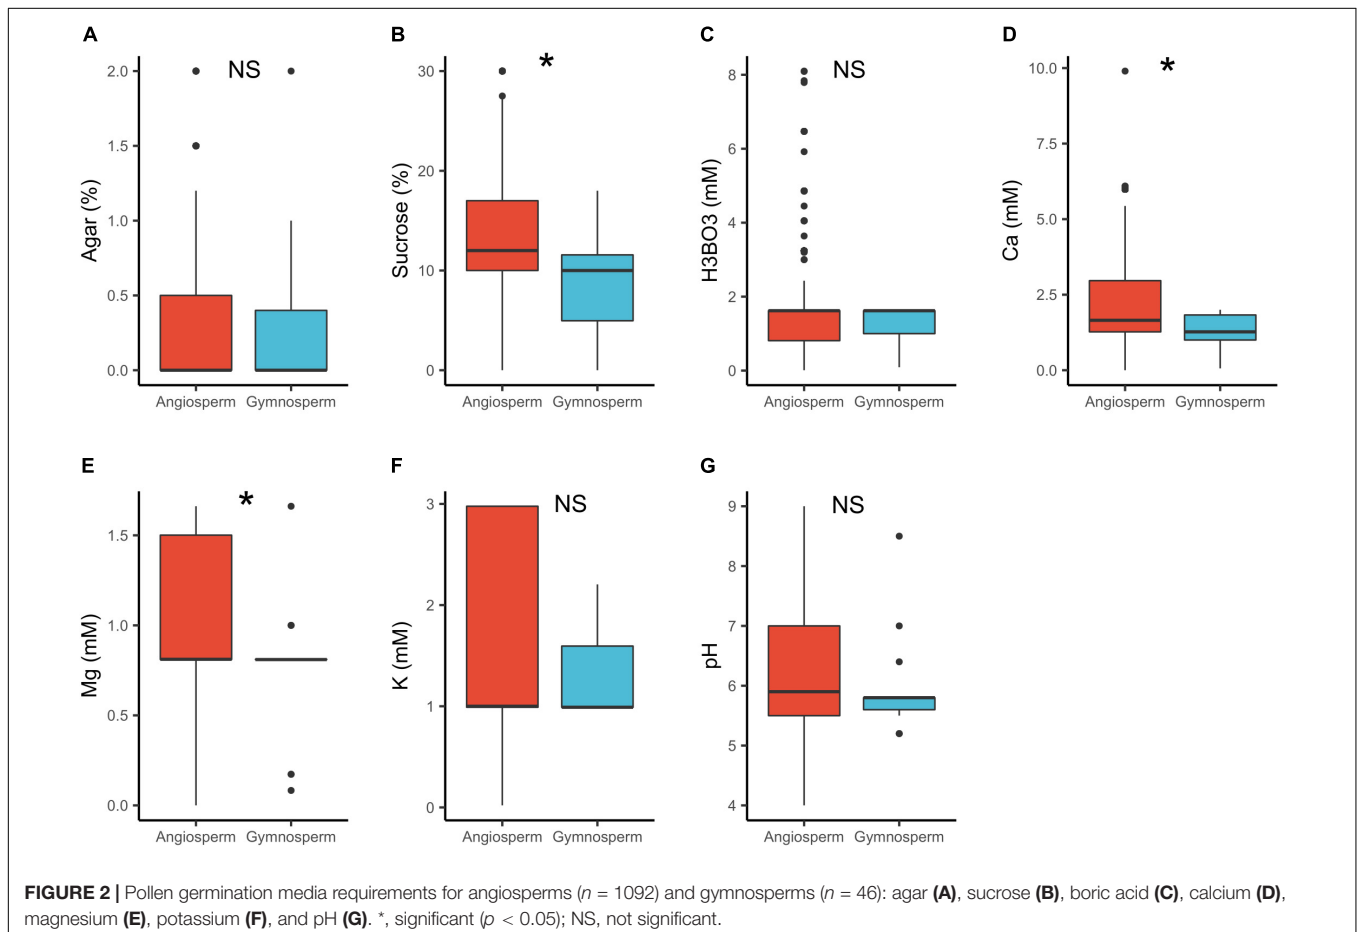 A
B
C
D
NS
*
NS
*
Agar (%)
2.0
1.5
1.0
0.5
0.0
Angiosperm Gymnosperm
Sucrose (%)
30
20
10
0
Angiosperm Gymnosperm
H3BO3 (mM)
8
6
4
2
0
Angiosperm Gymnosperm
Ca (mM)
10.0
7.5
5.0
2.5
0.0
Angiosperm Gymnosperm
E
F
G
*
NS
NS
Mg (mM)
1.5
1.0
0.5
0.0
Angiosperm Gymnosperm
K (mM)
3
2
1
0
Angiosperm Gymnosperm
pH
9
8
7
6
5
4
Angiosperm Gymnosperm
FIGURE 2 | Pollen germination media requirements for angiosperms (n = 1092) and gymnosperms (n = 46): agar (A), sucrose (B), boric acid (C), calcium (D),
magnesium (E), potassium (F), and pH (G). *, significant (p < 0.05); NS, not significant.